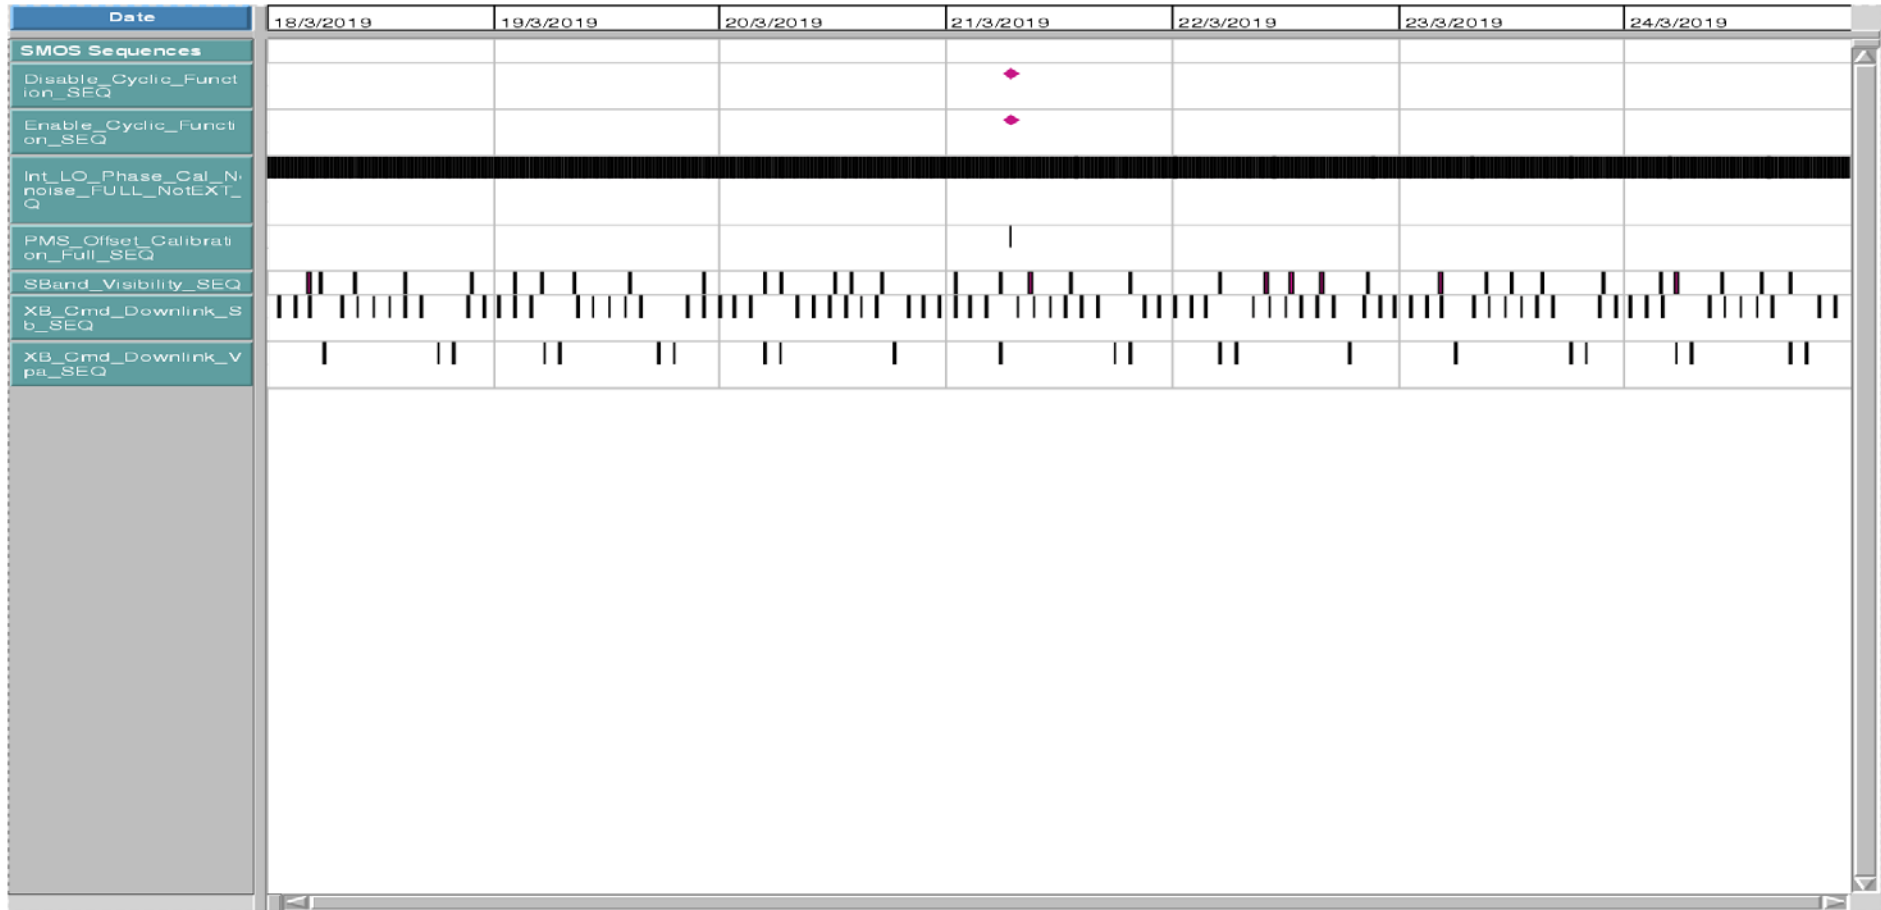 Date
18/3/2019 19/3/2019 20/3/2019 21/3/2019 22/3/2019 23/3/2019 24/3/2019
SMOS Sequences
Disable_Cyclic_Funct
ion_SEQ
Enable_Cyclic_Functi
on_SEQ
Int_LO_Phase_Cal_N
noise_FULL_NotEXT_
Q
PMS_Offset_Calibrati
on_Full_SEQ
SBand_Visibility_SEQ
XB_Cmd_Downlink_S
b_SEQ
XB_Cmd_Downlink_V
pa_SEQ